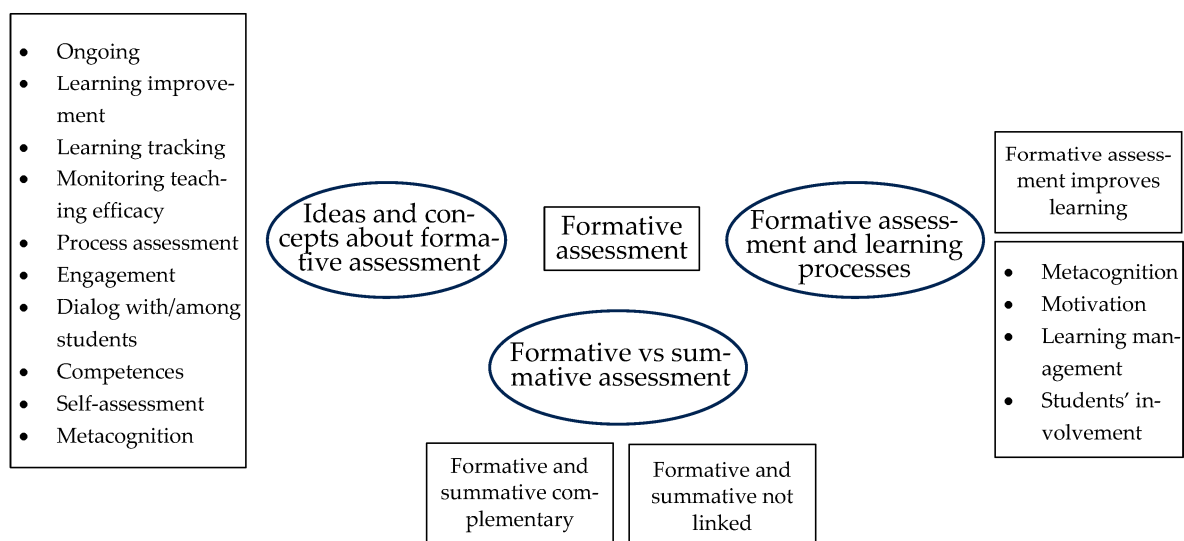 • Ongoing
• Learning improve-
ment
• Learning tracking
• Monitoring teach-
ing efficacy
• Process assessment
• Engagement
• Dialog with/among
students
• Competences
• Self-assessment
• Metacognition
Ideas and con-
cepts about forma-
tive assessment
Formative
assessment
Formative assess-
ment and learning
processes
Formative assess-
ment improves
learning
• Metacognition
• Motivation
• Learning man-
agement
• Students’ in-
volvement
Formative vs sum-
mative assessment
Formative and
summative com-
plementary
Formative and
summative not
linked